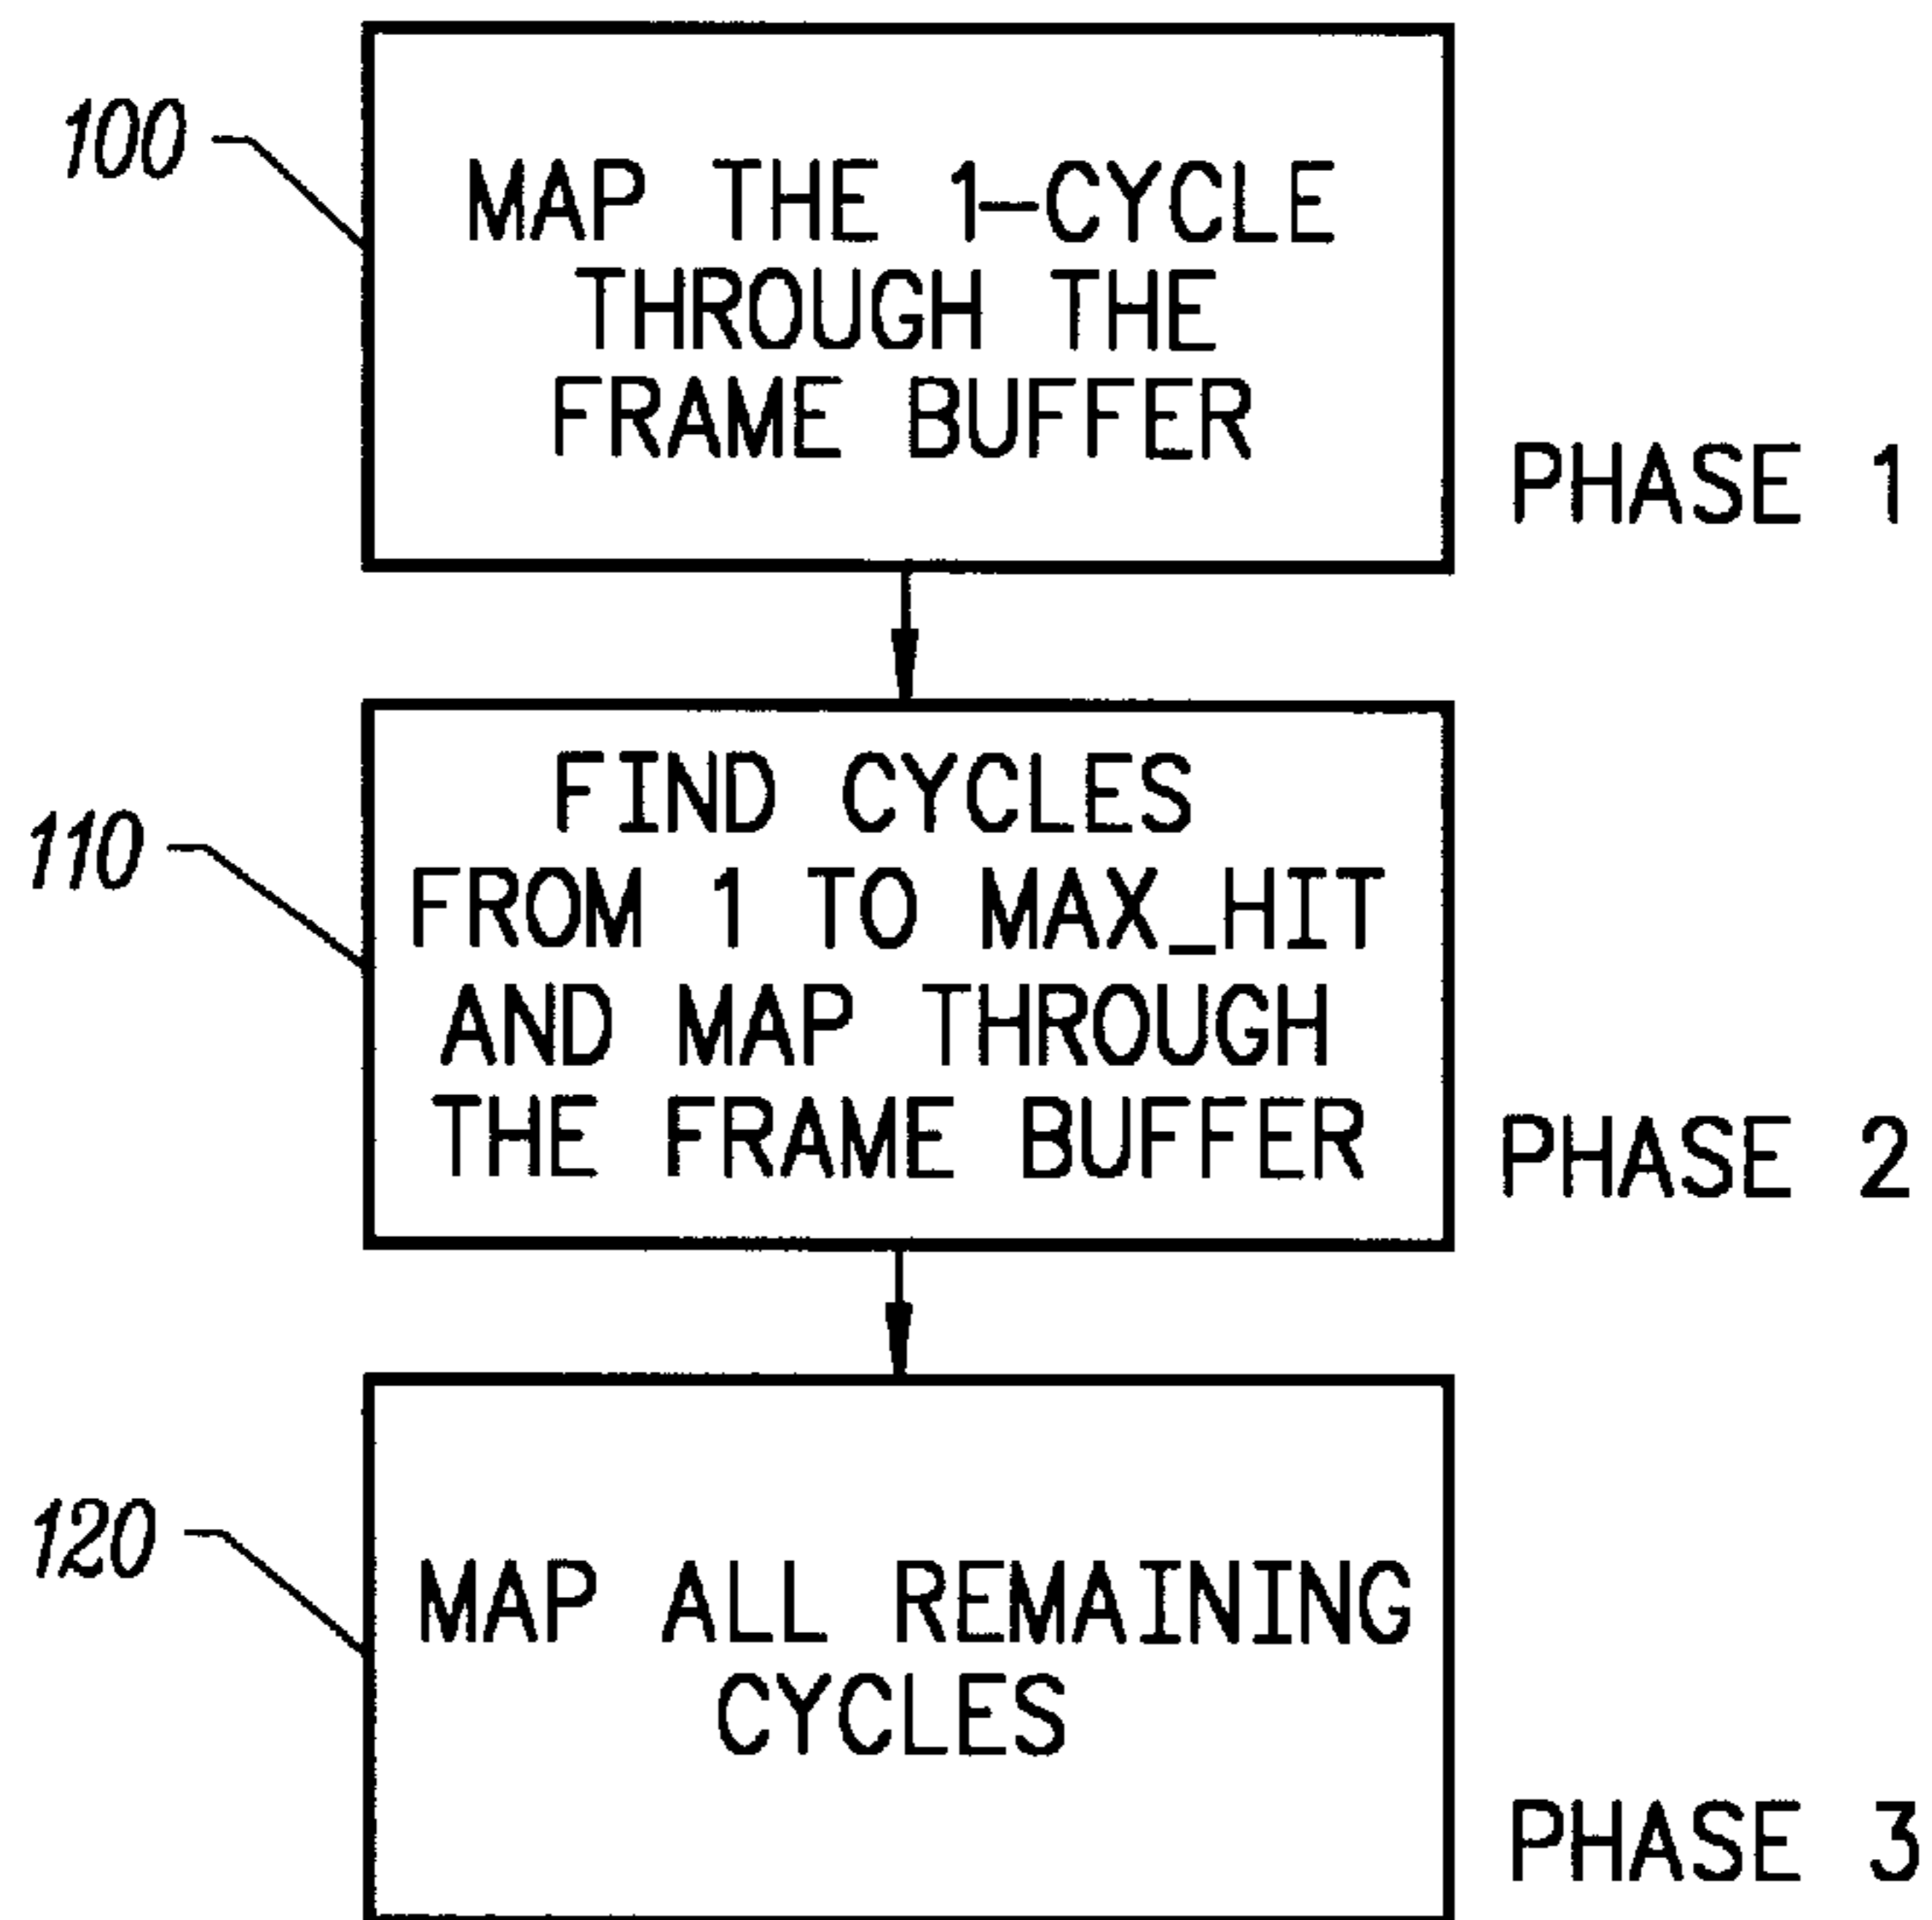 100
MAP THE 1-CYCLE
THROUGH THE
FRAME BUFFER
PHASE 1
110
FIND CYCLES
FROM 1 TO MAX_HIT
AND MAP THROUGH
THE FRAME BUFFER
PHASE 2
120
MAP ALL REMAINING
CYCLES
PHASE 3